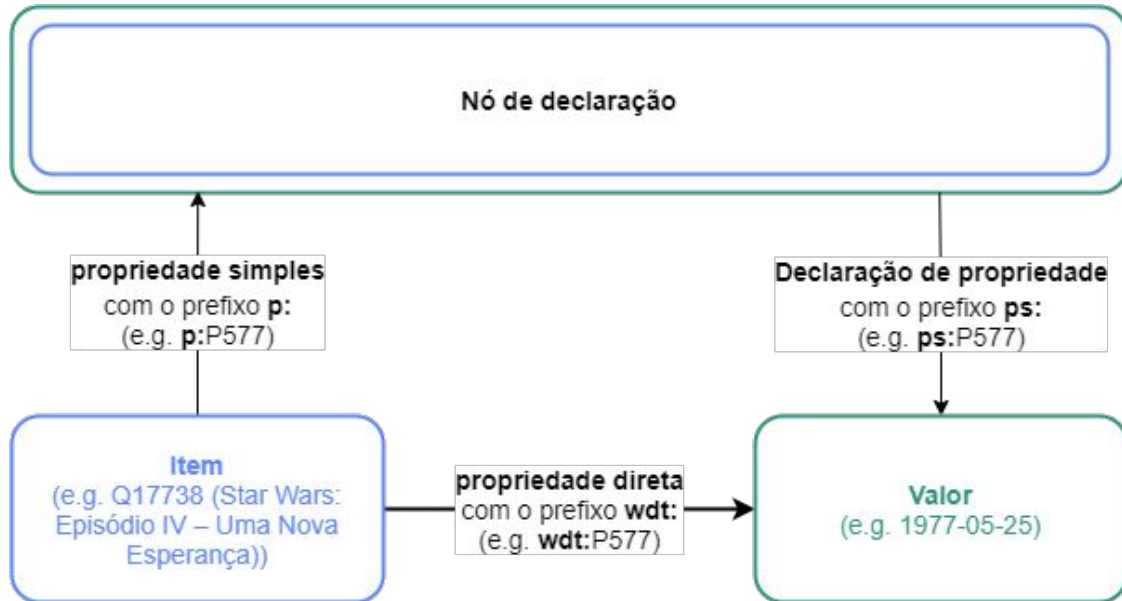 Nó de declaração
propriedade simples
com o prefixo p:
(e.g. p:P577)
Declaração de propriedade
com o prefixo ps:
(e.g. ps:P577)
Item
(e.g. Q17738 (Star Wars:
Episódio IV – Uma Nova
Esperança))
propriedade direta
com o prefixo wdt:
(e.g. wdt:P577)
Valor
(e.g. 1977-05-25)